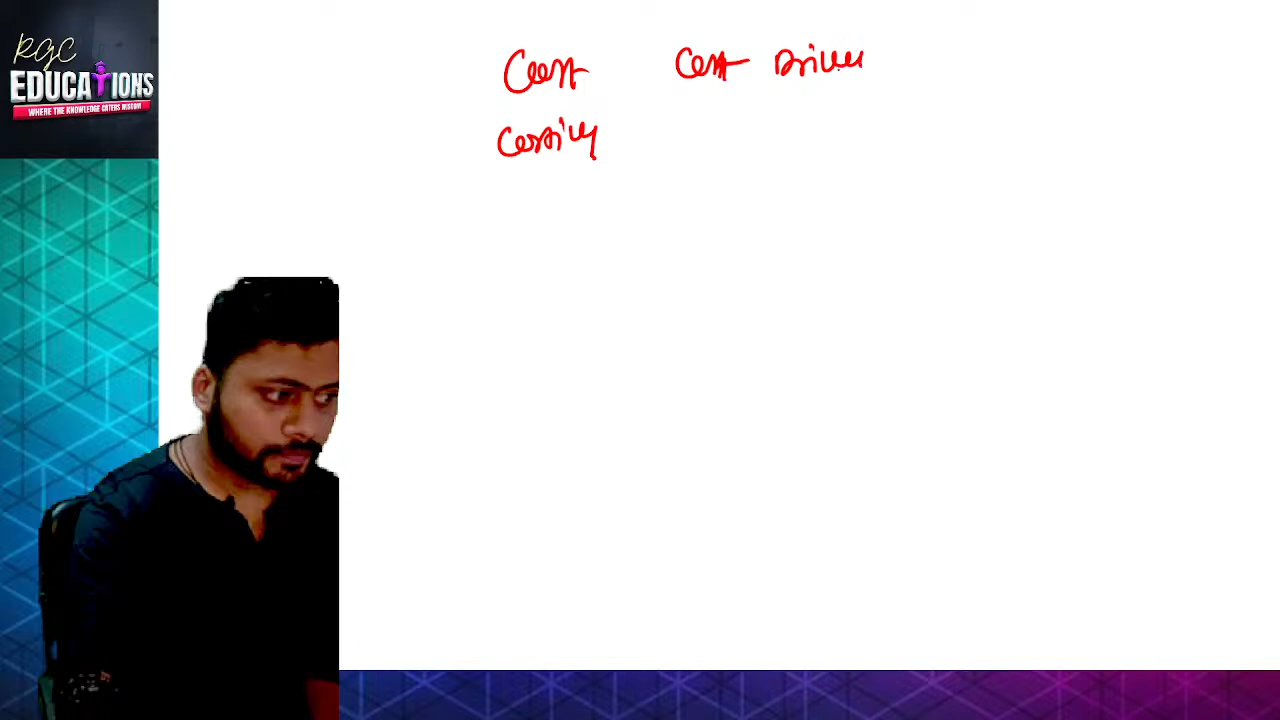 RGC
EDUCATIONS
WHERE THE KNOWLEDGE CATERS WISDOM
Cost Cost Driver
Costing